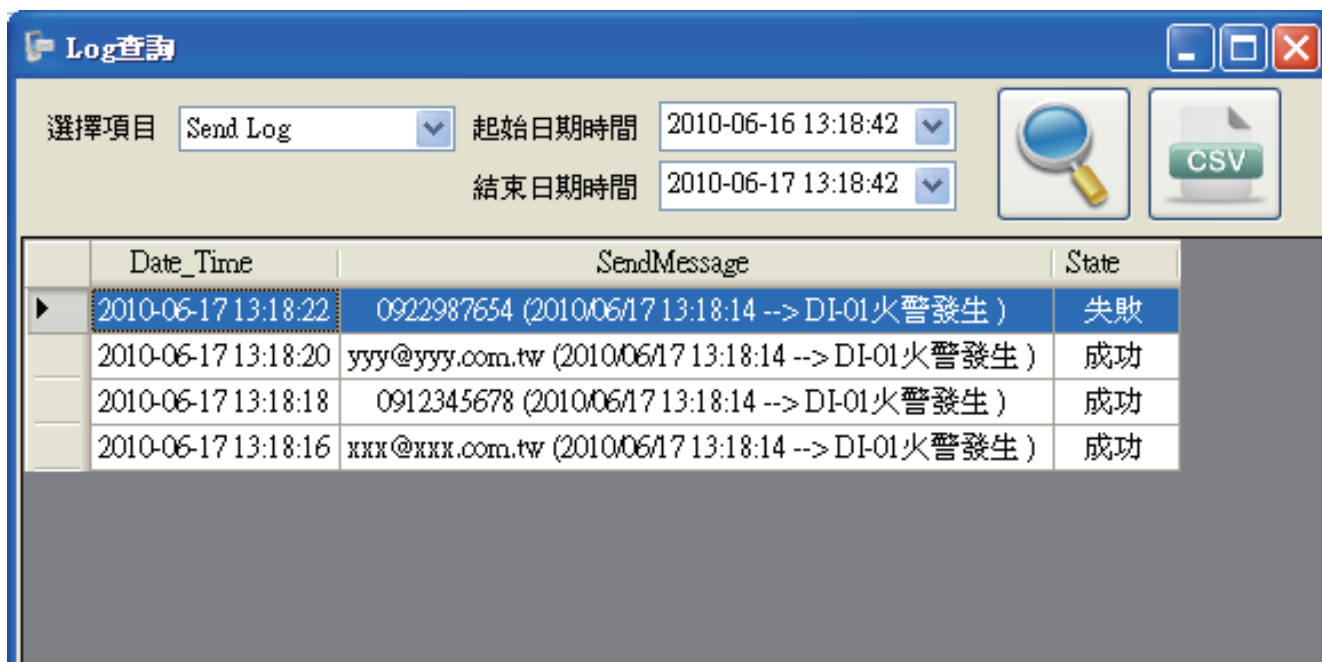 Log查詢
選擇項目 Send Log 起始日期時間 2010-06-16 13:18:42
結束日期時間 2010-06-17 13:18:42
CSV
Date_Time SendMessage State
2010-06-17 13:18:22 0922987654 (2010/06/17 13:18:14 --> DI-01火警發生 ) 失敗
2010-06-17 13:18:20 yyy@yyy.com.tw (2010/06/17 13:18:14 --> DI-01火警發生 ) 成功
2010-06-17 13:18:18 0912345678 (2010/06/17 13:18:14 --> DI-01火警發生 ) 成功
2010-06-17 13:18:16 xxx@xxx.com.tw (2010/06/17 13:18:14 --> DI-01火警發生 ) 成功